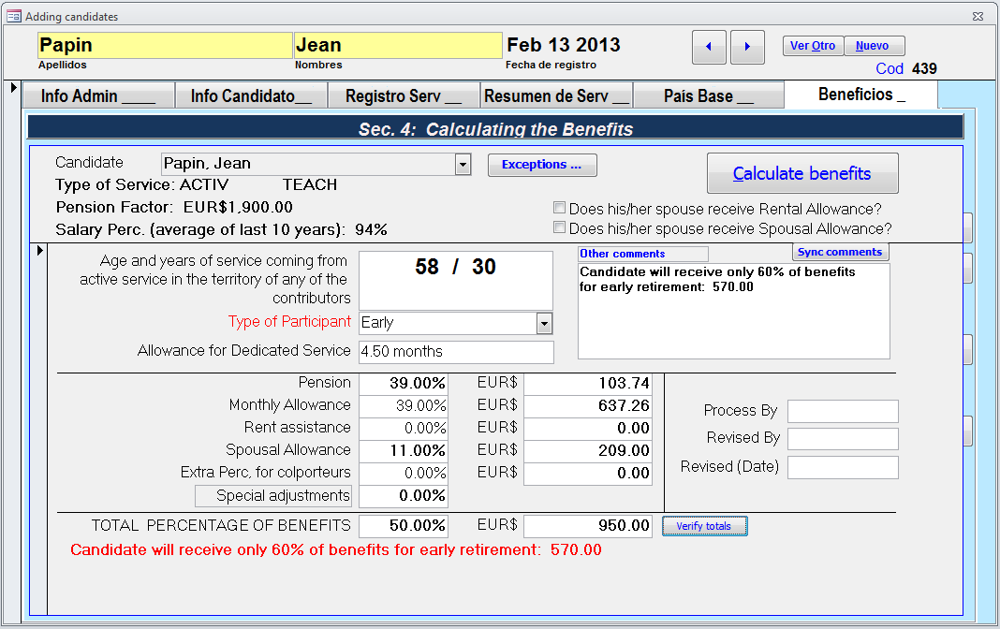 Adding candidates
Papin Jean Feb 13 2013 Ver Otro Nuevo
Apellidos Nombres Fecha de registro Cod 439
Info Admin ____ Info Candidato__ Registro Serv __ Resumen de Serv __ País Base __ Beneficios _
Sec. 4: Calculating the Benefits
Candidate Papin, Jean Exceptions ... Calculate benefits
Type of Service: ACTIV TEACH
Pension Factor: EUR$1,900.00 Does his/her spouse receive Rental Allowance?
Salary Perc. (average of last 10 years): 94% Does his/her spouse receive Spousal Allowance?
Age and years of service coming from
active service in the territory of any of the
contributors
58 / 30
Other comments Sync comments
Candidate will receive only 60% of benefits
for early retirement: 570.00
Type of Participant Early
Allowance for Dedicated Service 4.50 months
Pension 39.00% EUR$ 103.74
Monthly Allowance 39.00% EUR$ 637.26
Rent assistance 0.00% EUR$ 0.00
Spousal Allowance 11.00% EUR$ 209.00
Extra Perc, for colporteurs 0.00% EUR$ 0.00
Special adjustments 0.00%
Process By
Revised By
Revised (Date)
TOTAL PERCENTAGE OF BENEFITS 50.00% EUR$ 950.00 Verify totals
Candidate will receive only 60% of benefits for early retirement: 570.00